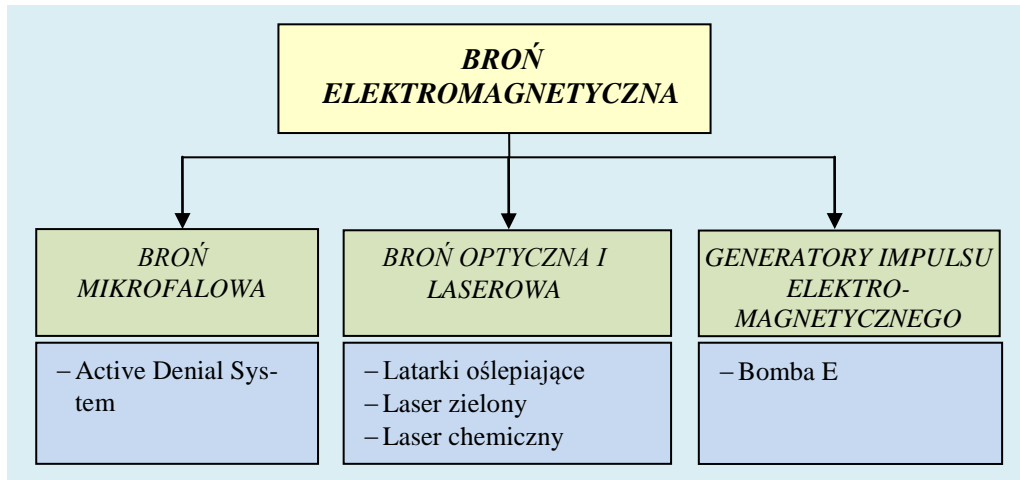 BROŃ
ELEKTROMAGNETYCZNA
BROŃ
MIKROFALOWA
– Active Denial Sys-
tem
BROŃ OPTYCZNA I
LASEROWA
– Latarki oślepiające
– Laser zielony
– Laser chemiczny
GENERATORY IMPULSU
ELEKTRO-
MAGNETYCZNEGO
– Bomba E